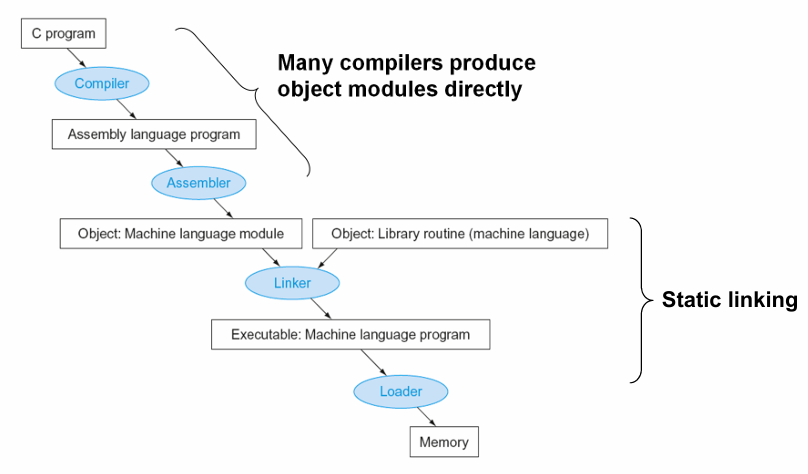 C program
Many compilers produce
object modules directly
Compiler
Assembly language program
Assembler
Object: Machine language module
Object: Library routine (machine language)
Linker
Static linking
Executable: Machine language program
Loader
Memory